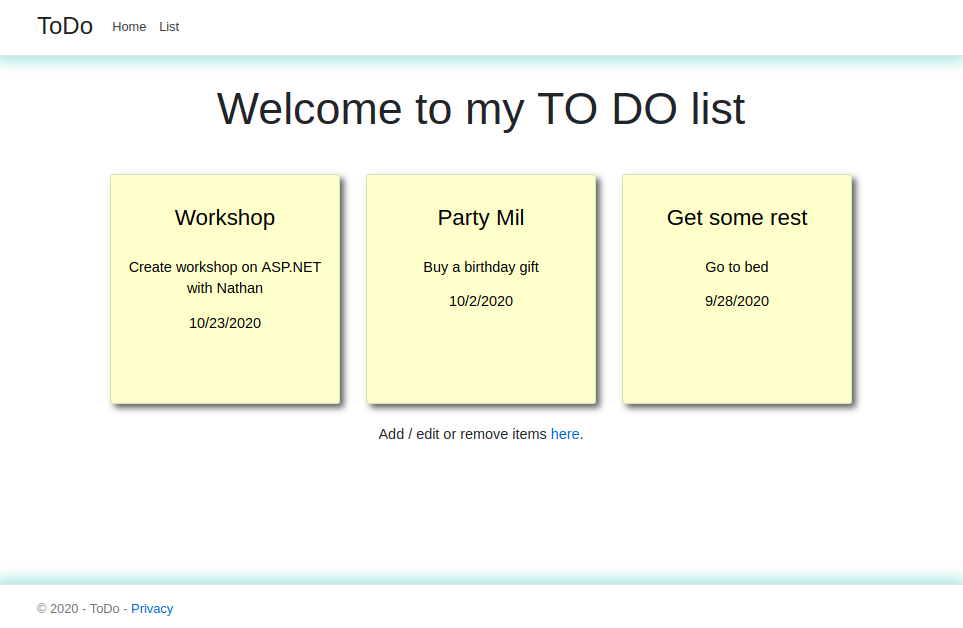 ToDo Home List
Welcome to my TO DO list
Workshop
Create workshop on ASP.NET
with Nathan
10/23/2020
Party Mil
Buy a birthday gift
10/2/2020
Get some rest
Go to bed
9/28/2020
Add / edit or remove items here.
© 2020 - ToDo - Privacy